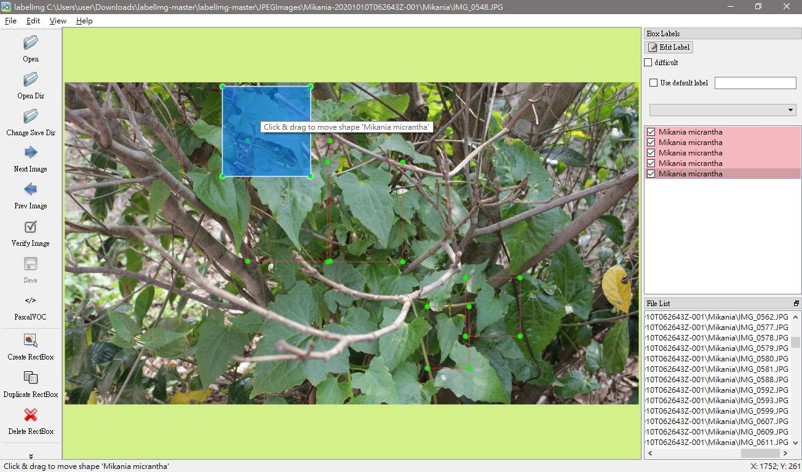 labelImg C:\Users\user\Downloads\labelImg-master\labelImg-master\JPEGImages\Mikania-20201010T062643Z-001\Mikania\IMG_0548.JPG
File Edit View Help
Open
Open Dir
Change Save Dir
Next Image
Prev Image
Verify Image
Save
</>
PascalVOC
Create RectBox
Duplicate RectBox
Delete RectBox
Click & drag to move shape 'Mikania micrantha'
Box Labels
Edit Label
difficult
Use default label
Mikania micrantha
Mikania micrantha
Mikania micrantha
Mikania micrantha
Mikania micrantha
File List
10T062643Z-001\Mikania\IMG_0562.JPG
10T062643Z-001\Mikania\IMG_0577.JPG
10T062643Z-001\Mikania\IMG_0578.JPG
10T062643Z-001\Mikania\IMG_0579.JPG
10T062643Z-001\Mikania\IMG_0580.JPG
10T062643Z-001\Mikania\IMG_0581.JPG
10T062643Z-001\Mikania\IMG_0588.JPG
10T062643Z-001\Mikania\IMG_0592.JPG
10T062643Z-001\Mikania\IMG_0593.JPG
10T062643Z-001\Mikania\IMG_0599.JPG
10T062643Z-001\Mikania\IMG_0607.JPG
10T062643Z-001\Mikania\IMG_0609.JPG
10T062643Z-001\Mikania\IMG_0611.JPG
Click & drag to move shape 'Mikania micrantha'
X: 1752; Y: 261